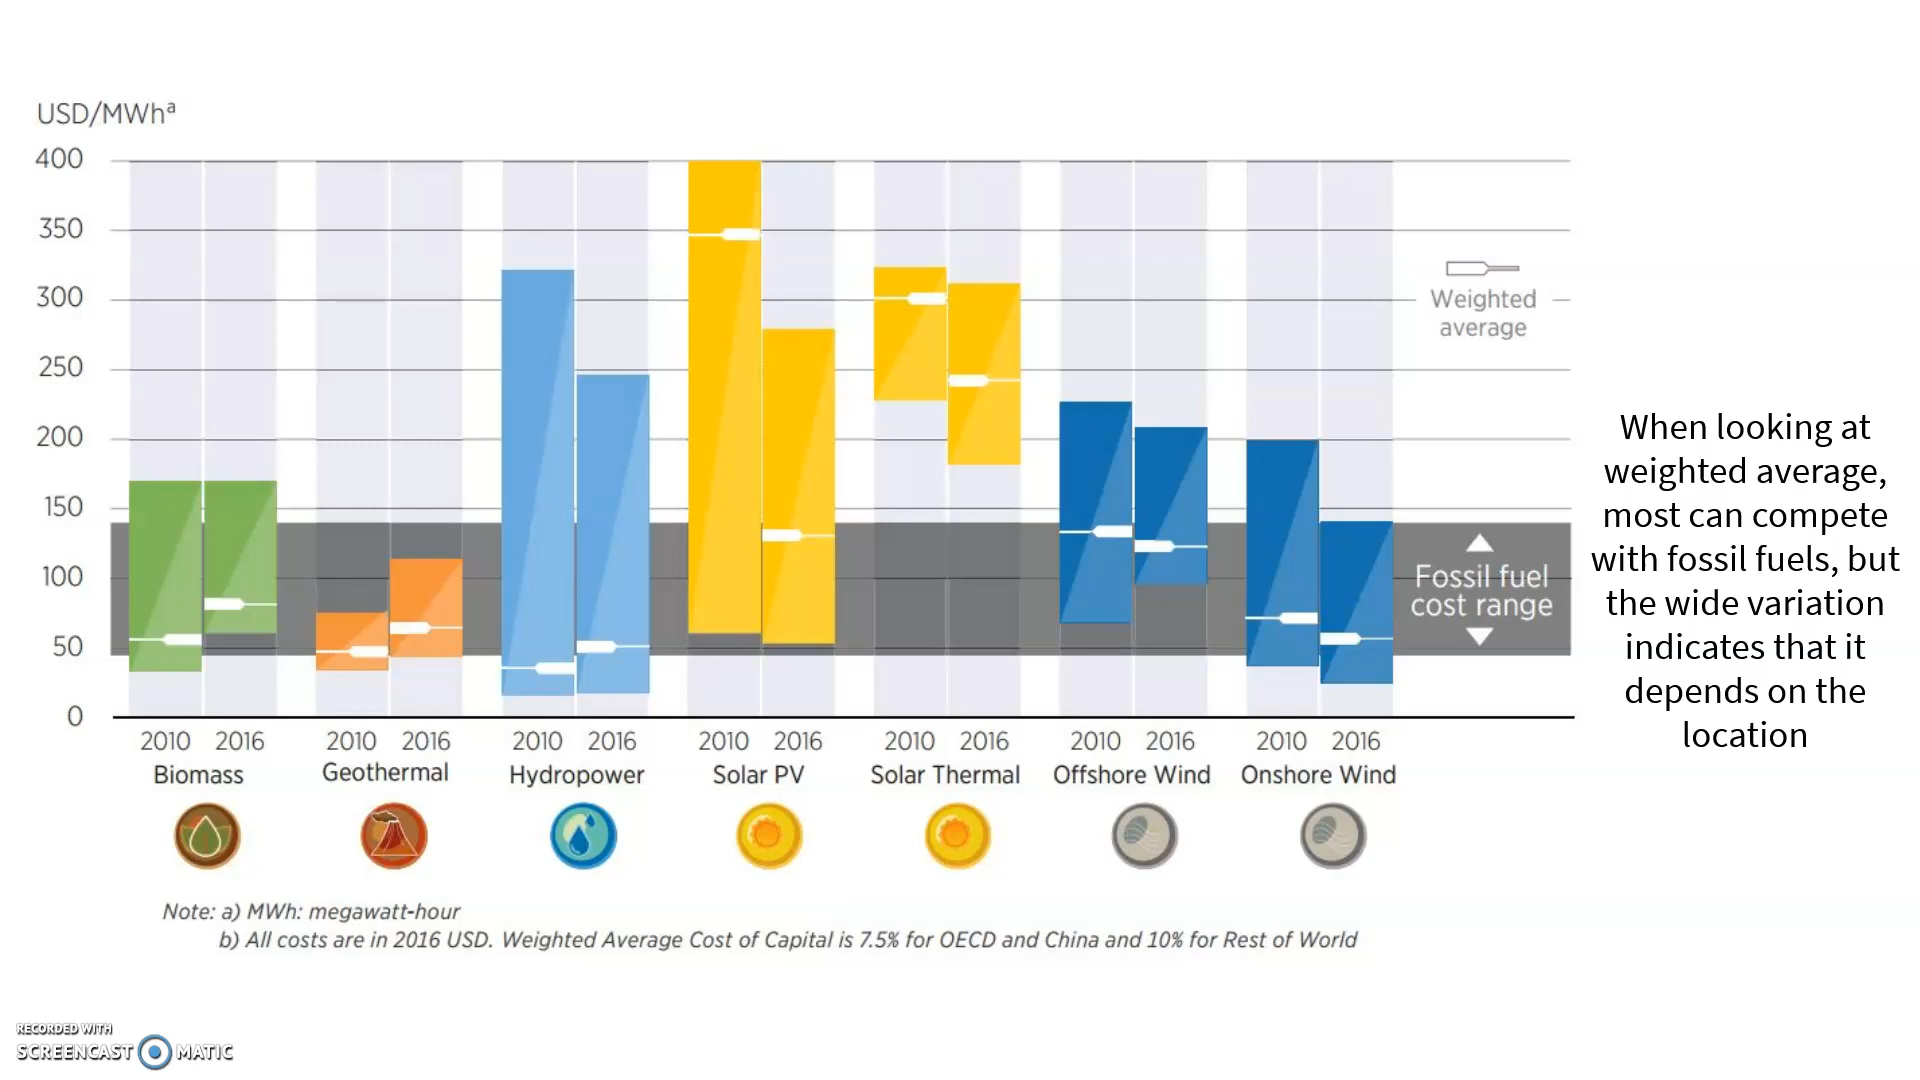 USD/MWhᵃ
400
350
300
250
200
150
100
50
0
Weighted
average
Fossil fuel
cost range
2010 2016 2010 2016 2010 2016 2010 2016 2010 2016 2010 2016 2010 2016
Biomass Geothermal Hydropower Solar PV Solar Thermal Offshore Wind Onshore Wind
Note: a) MWh: megawatt-hour
b) All costs are in 2016 USD. Weighted Average Cost of Capital is 7.5% for OECD and China and 10% for Rest of World
When looking at
weighted average,
most can compete
with fossil fuels, but
the wide variation
indicates that it
depends on the
location
RECORDED WITH
SCREENCAST MATIC